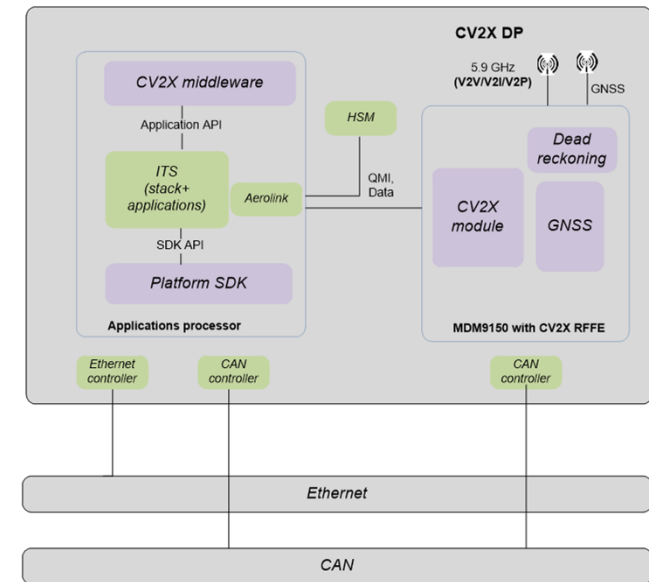 CV2X DP
5.9 GHz
(V2V/V2I/V2P)
GNSS
CV2X middleware
Application API
ITS
(stack+
applications)
Aerolink
SDK API
Platform SDK
Applications processor
HSM
QMI,
Data
Dead
reckoning
CV2X
module
GNSS
MDM9150 with CV2X RFFE
Ethernet
controller
CAN
controller
CAN
controller
Ethernet
CAN